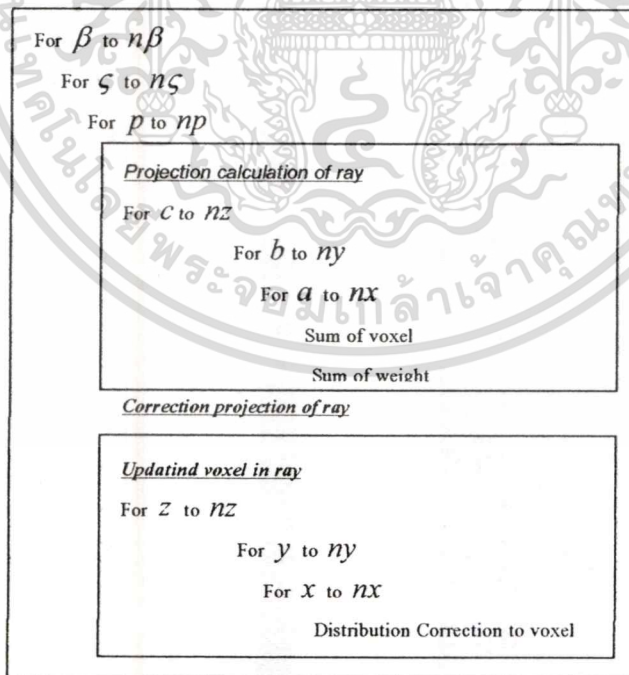 For β to nβ
For ς to nς
For p to np
Projection calculation of ray
For c to nz
For b to ny
For a to nx
Sum of voxel
Sum of weight
Correction projection of ray
Updatind voxel in ray
For z to nz
For y to ny
For x to nx
Distribution Correction to voxel